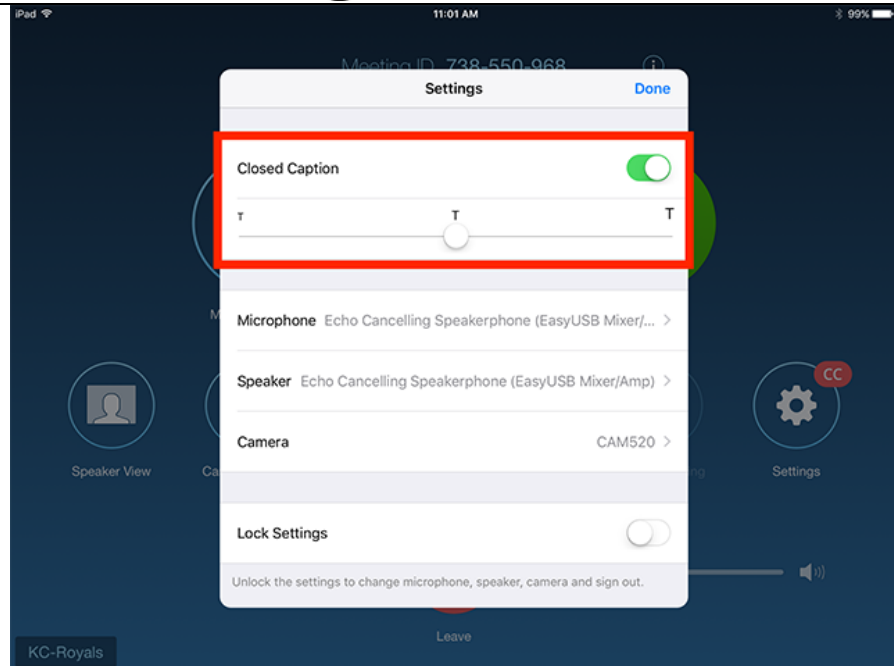 iPad 11:01 AM 99%
Meeting ID 738-550-968
Settings Done
Closed Caption
T T T
Microphone Echo Cancelling Speakerphone (EasyUSB Mixer/... >
Speaker Echo Cancelling Speakerphone (EasyUSB Mixer/Amp) >
CC
Camera CAM520 >
Speaker View Ca ng Settings
Lock Settings
Unlock the settings to change microphone, speaker, camera and sign out.
Leave
KC-Royals